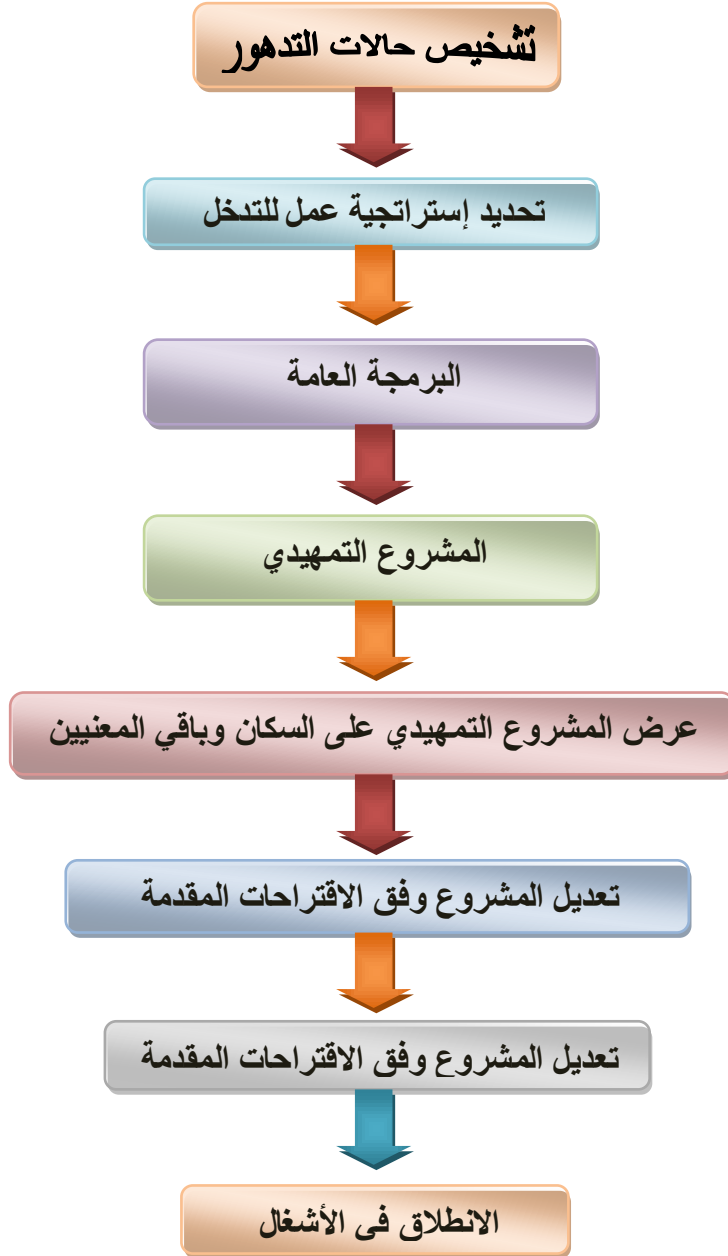 تشخيص حالات التدهور
تحديد إستراتجية عمل للتدخل
البرمجة العامة
المشروع التمهيدي
عرض المشروع التمهيدي على السكان وباقي المعنيين
تعديل المشروع وفق الاقتراحات المقدمة
تعديل المشروع وفق الاقتراحات المقدمة
الانطلاق في الأشغال